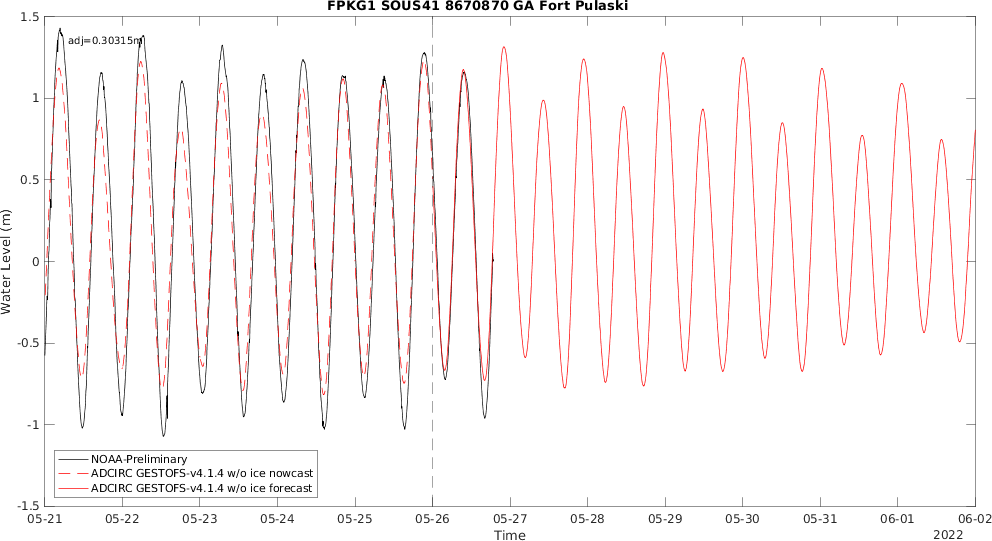 FPKG1 SOUS41 8670870 GA Fort Pulaski
adj=0.30315m
1.5
1
0.5
0
-0.5
-1
-1.5
Water Level (m)
NOAA-Preliminary
ADCIRC GESTOFS-v4.1.4 w/o ice nowcast
ADCIRC GESTOFS-v4.1.4 w/o ice forecast
05-21 05-22 05-23 05-24 05-25 05-26 05-27 05-28 05-29 05-30 05-31 06-01 06-02
Time
2022